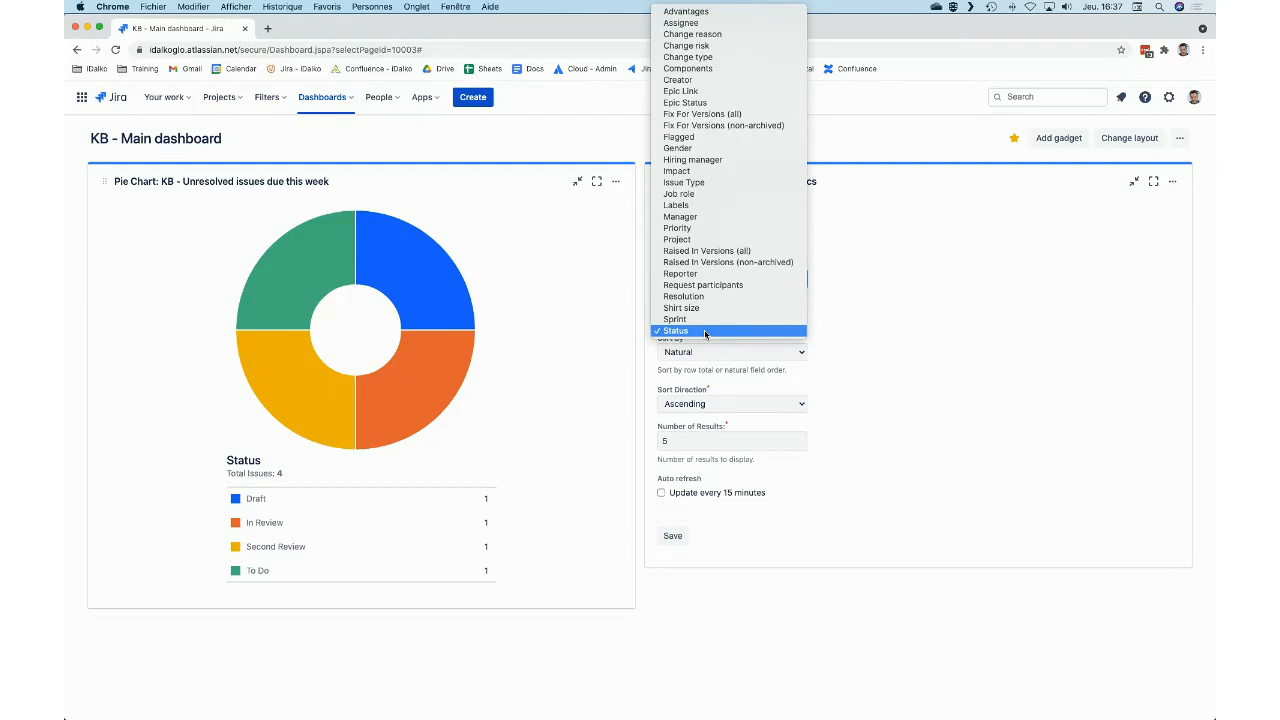 Chrome Fichier Modifier Afficher Historique Favoris Personnes Onglet Fenêtre Aide Jeu. 16:37
KB - Main dashboard - Jira
idalkoglo.atlassian.net/secure/Dashboard.jspa?selectPageId=10003#
iDalko Training Gmail Calendar Jira - iDalko Confluence - iDalko Drive Sheets Docs Cloud - Admin Confluence
Jira Your work Projects Filters Dashboards People Apps Create Search
KB - Main dashboard
Add gadget Change layout
Pie Chart: KB - Unresolved issues due this week
Status
Total Issues: 4
Draft 1
In Review 1
Second Review 1
To Do 1
Advantages
Assignee
Change reason
Change risk
Change type
Components
Creator
Epic Link
Epic Status
Fix For Versions (all)
Fix For Versions (non-archived)
Flagged
Gender
Hiring manager
Impact
Issue Type
Job role
Labels
Manager
Priority
Project
Raised In Versions (all)
Raised In Versions (non-archived)
Reporter
Request participants
Resolution
Shirt size
Sprint
✓ Status
Natural
Sort by row total or natural field order.
Sort Direction*
Ascending
Number of Results:*
5
Number of results to display.
Auto refresh
Update every 15 minutes
Save